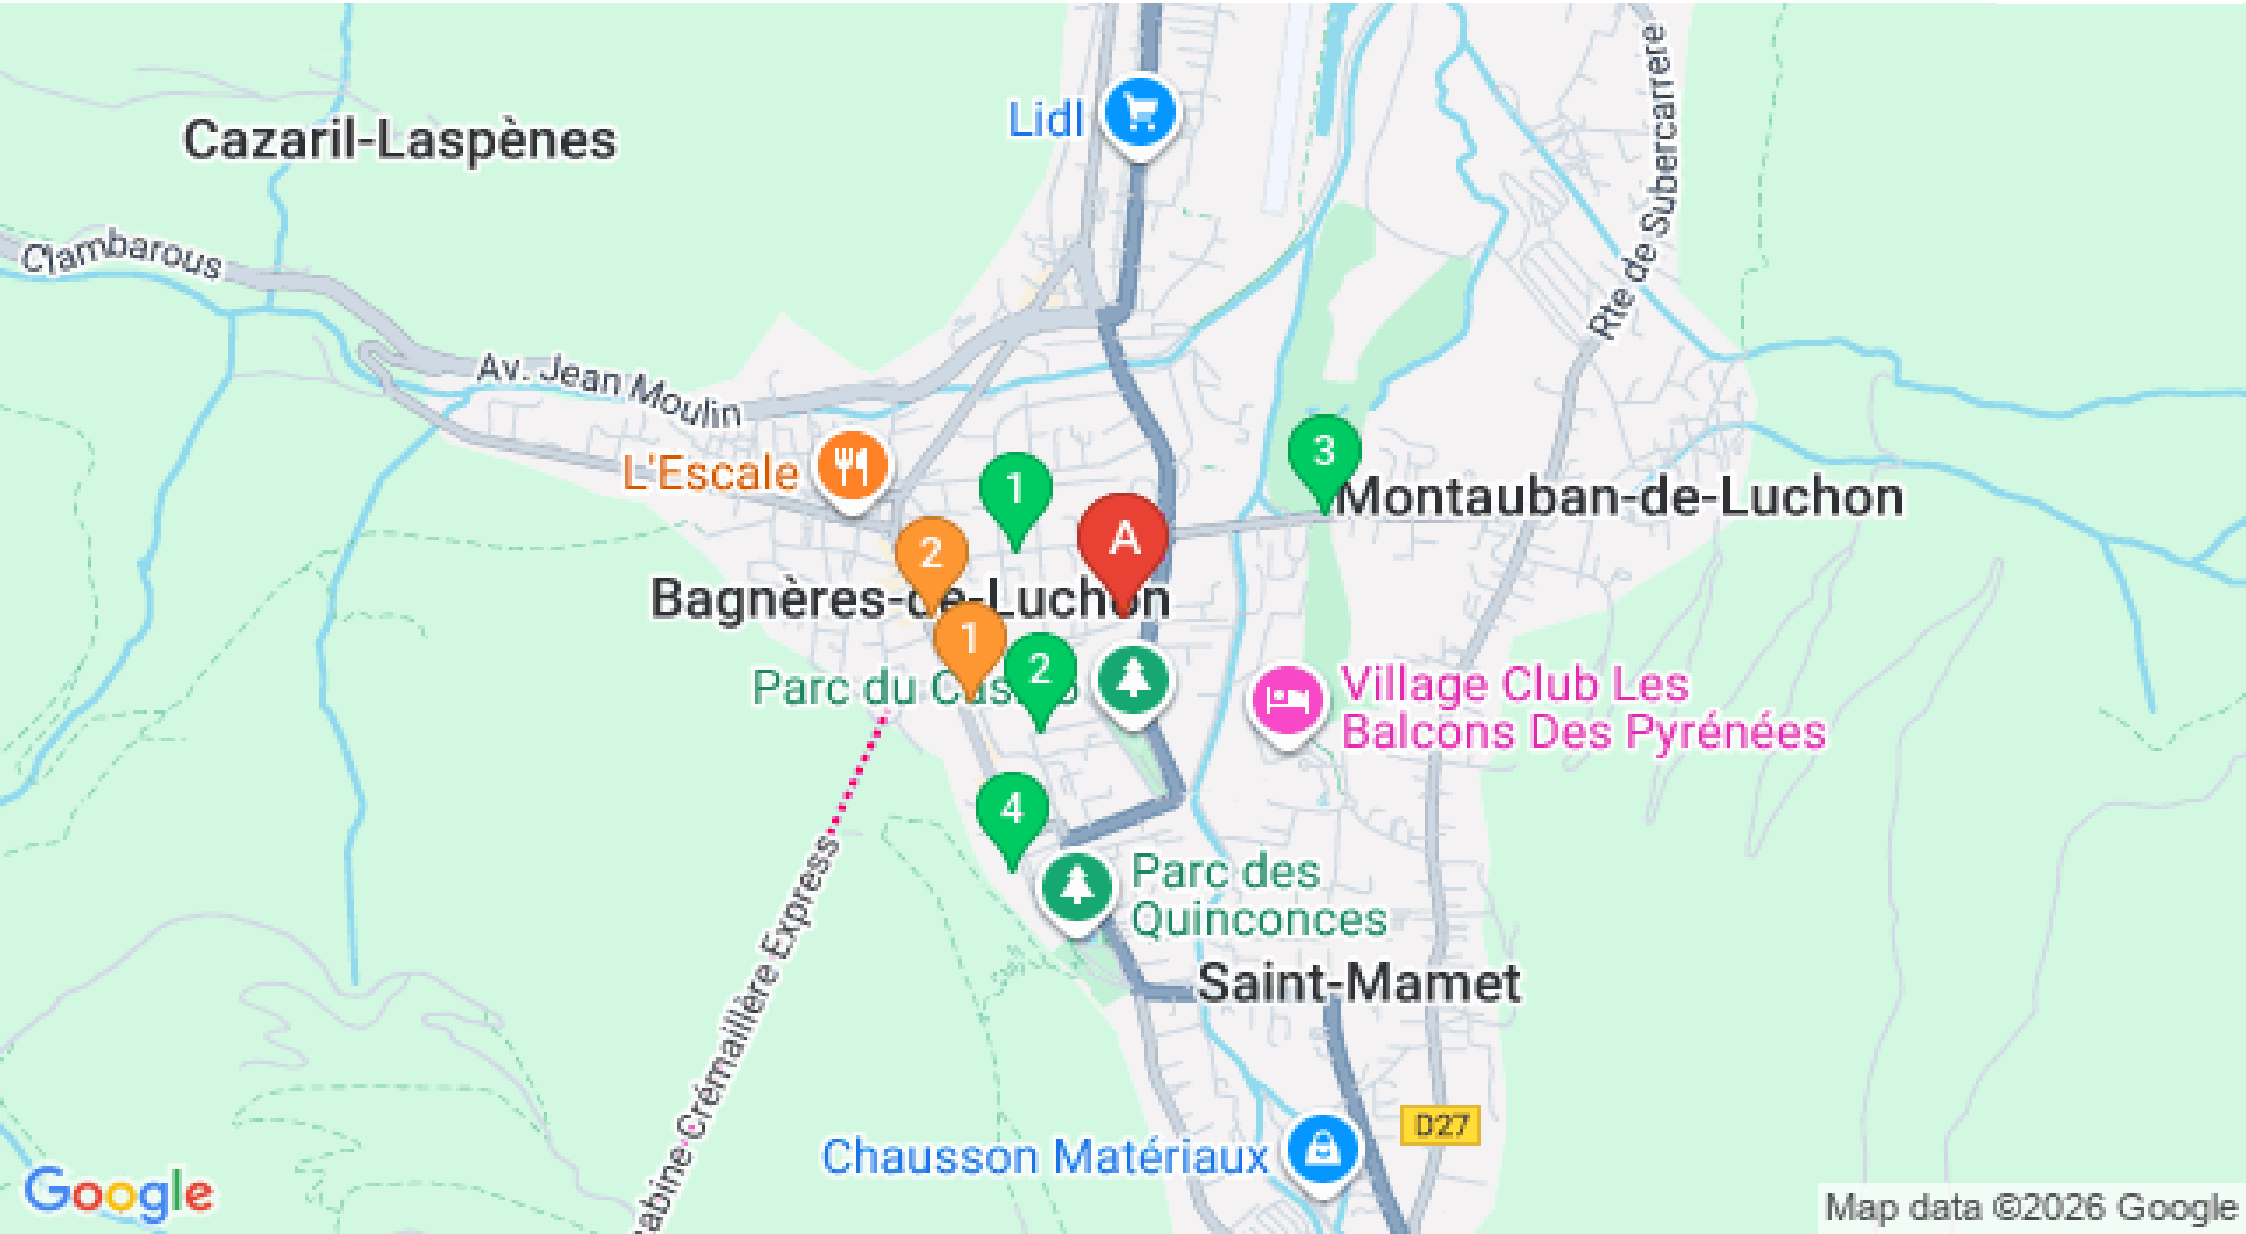 Lidl
Cazaril-Laspènes
Rte de Subercarrère
Clambarous
Av. Jean Moulin
L'Escale
1
3
Montauban-de-Luchon
A
2
Bagnères-de-Luchon
1
2
Parc du Casino
Village Club Les
Balcons Des Pyrénées
4
Parc des
Quinconces
Crémaillère Express
Saint-Mamet
D27
Chausson Matériaux
Google
Map data ©2026 Google